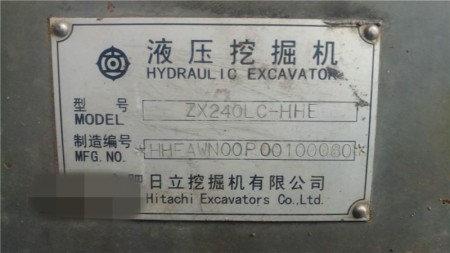 液压挖掘机
HYDRAULIC EXCAVATOR
型号 ZX240LC-HHE
MODEL
制造编号 *HHEAWN00P00100080*
MFG.NO.
日立挖掘机有限公司
Hitachi Excavators Co.,Ltd.